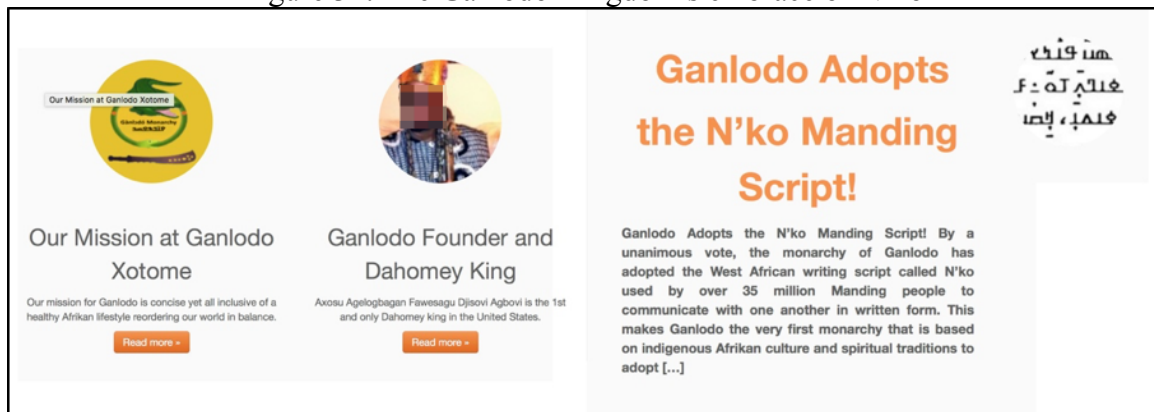 Our Mission at Ganlodo Xotome
Ganlodo Monarchy
Our Mission at Ganlodo
Xotome
Our mission for Ganlodo is concise yet all inclusive of a
healthy Afrikan lifestyle reordering our world in balance.
Read more »
Ganlodo Founder and
Dahomey King
Axosu Agelogbagan Fawesagu Djisovi Agbovi is the 1st
and only Dahomey king in the United States.
Read more »
Ganlodo Adopts
the N'ko Manding
Script!
Ganlodo Adopts the N'ko Manding Script! By a
unanimous vote, the monarchy of Ganlodo has
adopted the West African writing script called N'ko
used by over 35 million Manding people to
communicate with one another in written form. This
makes Ganlodo the very first monarchy that is based
on indigenous Afrikan culture and spiritual traditions to
adopt [...]